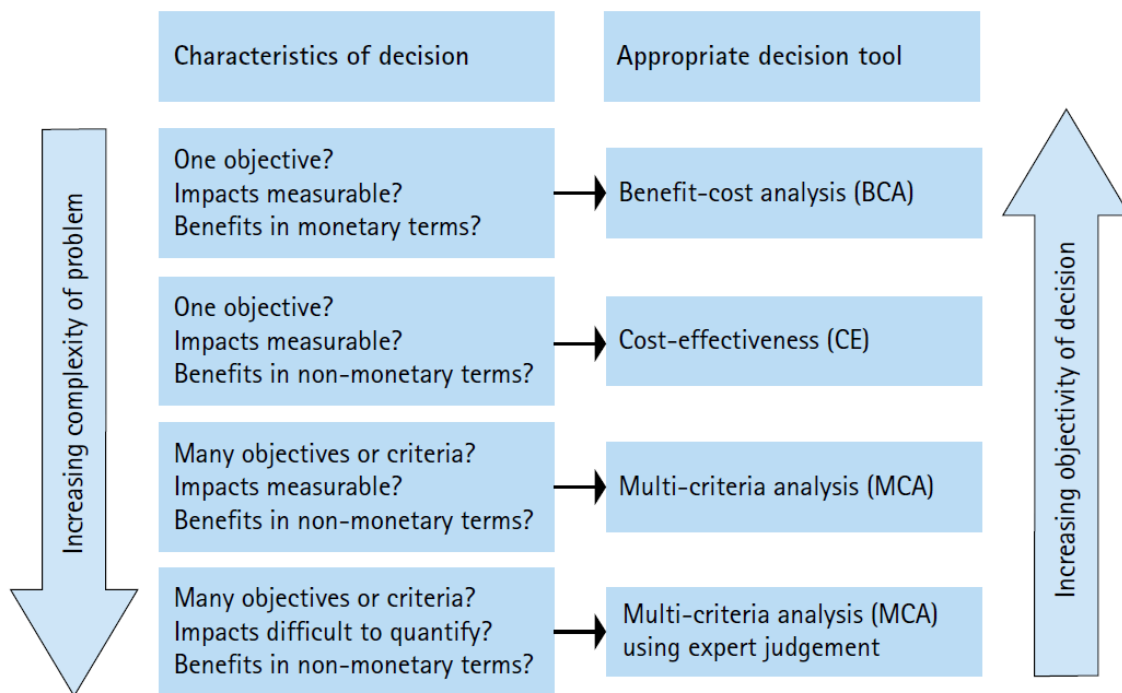 Characteristics of decision
Appropriate decision tool
Increasing complexity of problem
One objective?
Impacts measurable?
Benefits in monetary terms?
Benefit-cost analysis (BCA)
One objective?
Impacts measurable?
Benefits in non-monetary terms?
Cost-effectiveness (CE)
Many objectives or criteria?
Impacts measurable?
Benefits in non-monetary terms?
Multi-criteria analysis (MCA)
Many objectives or criteria?
Impacts difficult to quantify?
Benefits in non-monetary terms?
Multi-criteria analysis (MCA)
using expert judgement
Increasing objectivity of decision